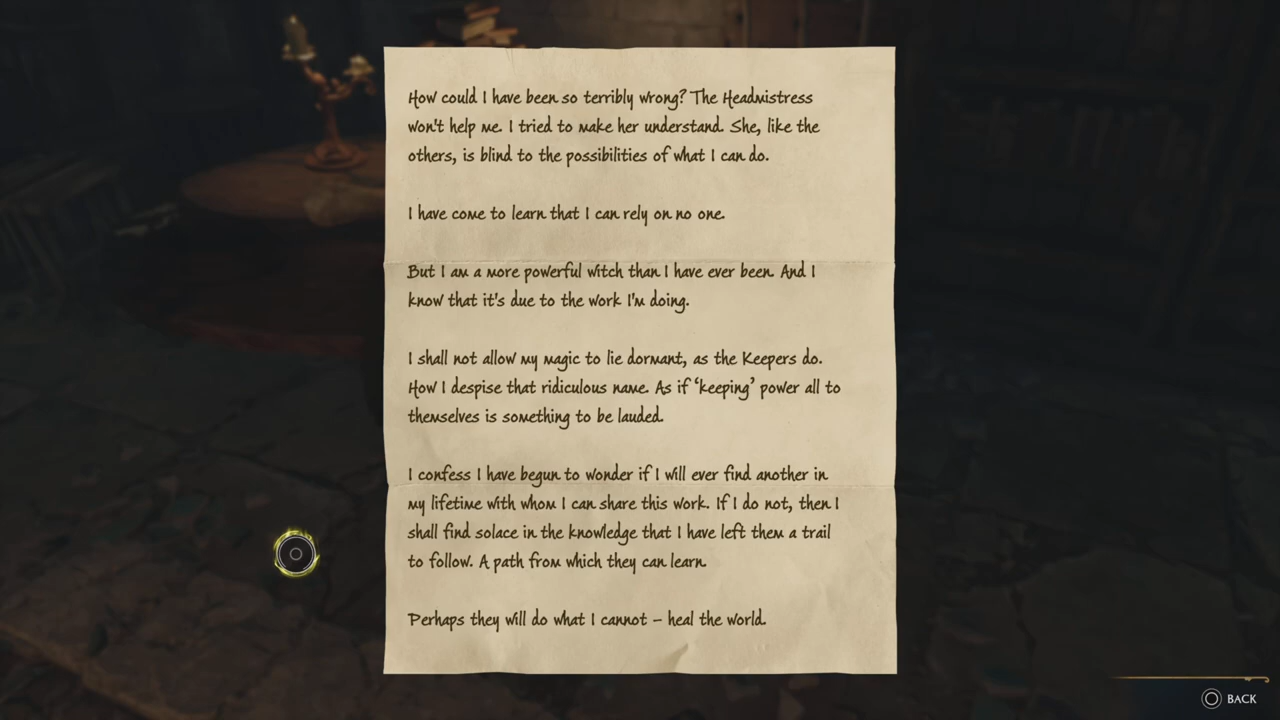 How could I have been so terribly wrong? The Headmistress
won't help me. I tried to make her understand. She, like the
others, is blind to the possibilities of what I can do.
I have come to learn that I can rely on no one.
But I am a more powerful witch than I have ever been. And I
know that it's due to the work I'm doing.
I shall not allow my magic to lie dormant, as the Keepers do.
How I despise that ridiculous name. As if ‘keeping’ power all to
themselves is something to be lauded.
I confess I have begun to wonder if I will ever find another in
my lifetime with whom I can share this work. If I do not, then I
shall find solace in the knowledge that I have left them a trail
to follow. A path from which they can learn.
Perhaps they will do what I cannot – heal the world.
BACK